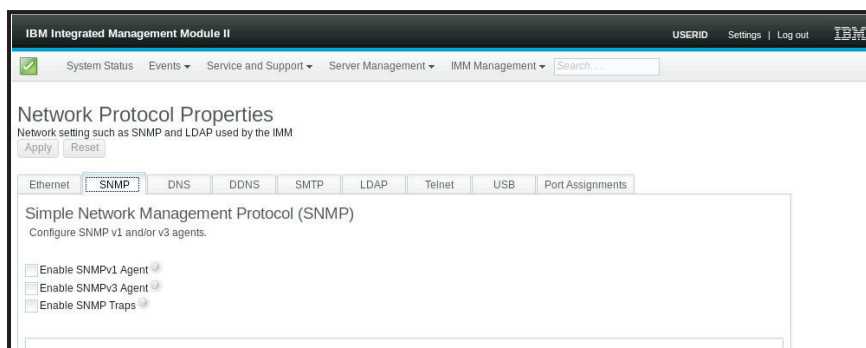 IBM Integrated Management Module II
USERID Settings | Log out IBM
System Status Events Service and Support Server Management IMM Management Search...
Network Protocol Properties
Network setting such as SNMP and LDAP used by the IMM
Apply Reset
Ethernet SNMP DNS DDNS SMTP LDAP Telnet USB Port Assignments
Simple Network Management Protocol (SNMP)
Configure SNMP v1 and/or v3 agents.
Enable SNMPv1 Agent
Enable SNMPv3 Agent
Enable SNMP Traps